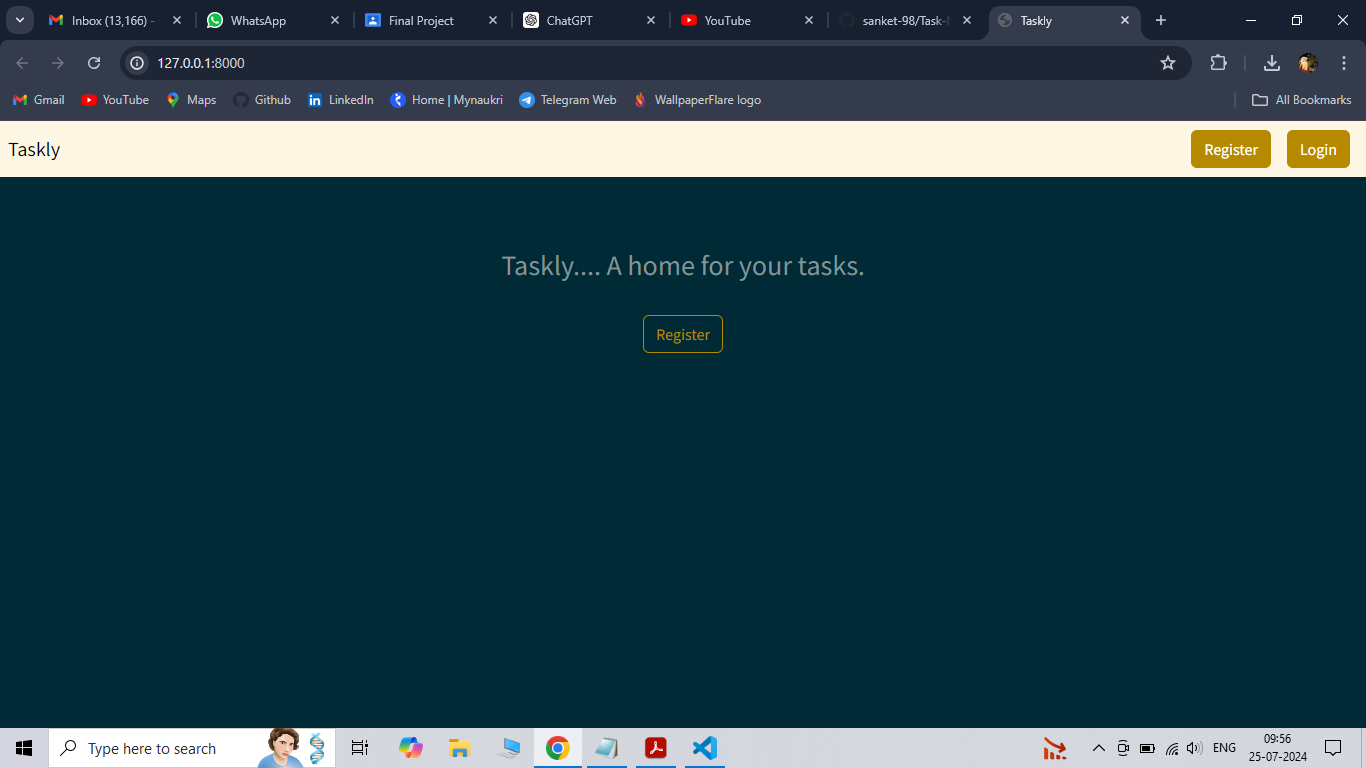 Inbox (13,166) -
WhatsApp
Final Project
ChatGPT
YouTube
sanket-98/Task-
Taskly
127.0.0.1:8000
Gmail
YouTube
Maps
Github
LinkedIn
Home | Mynaukri
Telegram Web
WallpaperFlare logo
All Bookmarks
Taskly
Register
Login
Taskly.... A home for your tasks.
Register
Type here to search
ENG
09:56
25-07-2024